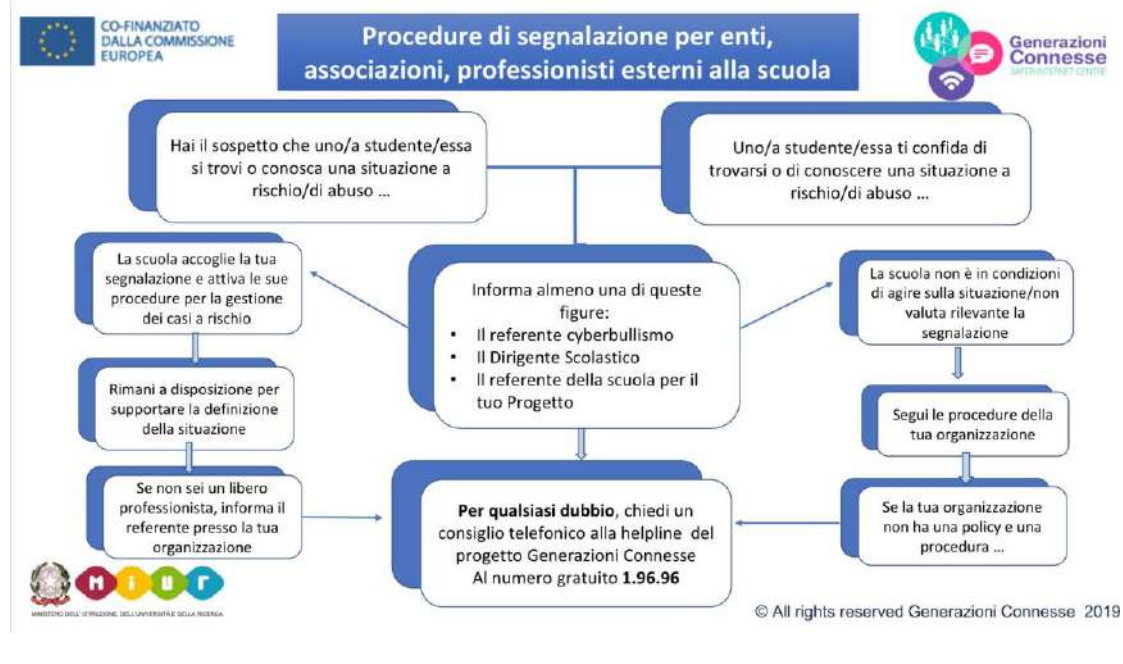 CO-FINANZIATO
DALLA COMMISSIONE
EUROPEA
Procedure di segnalazione per enti,
associazioni, professionisti esterni alla scuola
Generazioni
Connesse
SAFER INTERNET CENTRE
Hai il sospetto che uno/a studente/essa
si trovi o conosca una situazione a
rischio/di abuso ...
Uno/a studente/essa ti confida di
trovarsi o di conoscere una situazione a
rischio/di abuso ...
La scuola accoglie la tua
segnalazione e attiva le sue
procedure per la gestione
dei casi a rischio
Informa almeno una di queste
figure:
• Il referente cyberbullismo
• Il Dirigente Scolastico
• Il referente della scuola per il
tuo Progetto
La scuola non è in condizioni
di agire sulla situazione/non
valuta rilevante la
segnalazione
Rimani a disposizione per
supportare la definizione
della situazione
Segui le procedure della
tua organizzazione
Se non sei un libero
professionista, informa il
referente presso la tua
organizzazione
Per qualsiasi dubbio, chiedi un
consiglio telefonico alla helpline del
progetto Generazioni Connesse
Al numero gratuito 1.96.96
Se la tua organizzazione
non ha una policy e una
procedura ...
MIUR
MINISTERO DELL'ISTRUZIONE, DELL'UNIVERSITÀ E DELLA RICERCA
© All rights reserved Generazioni Connesse 2019